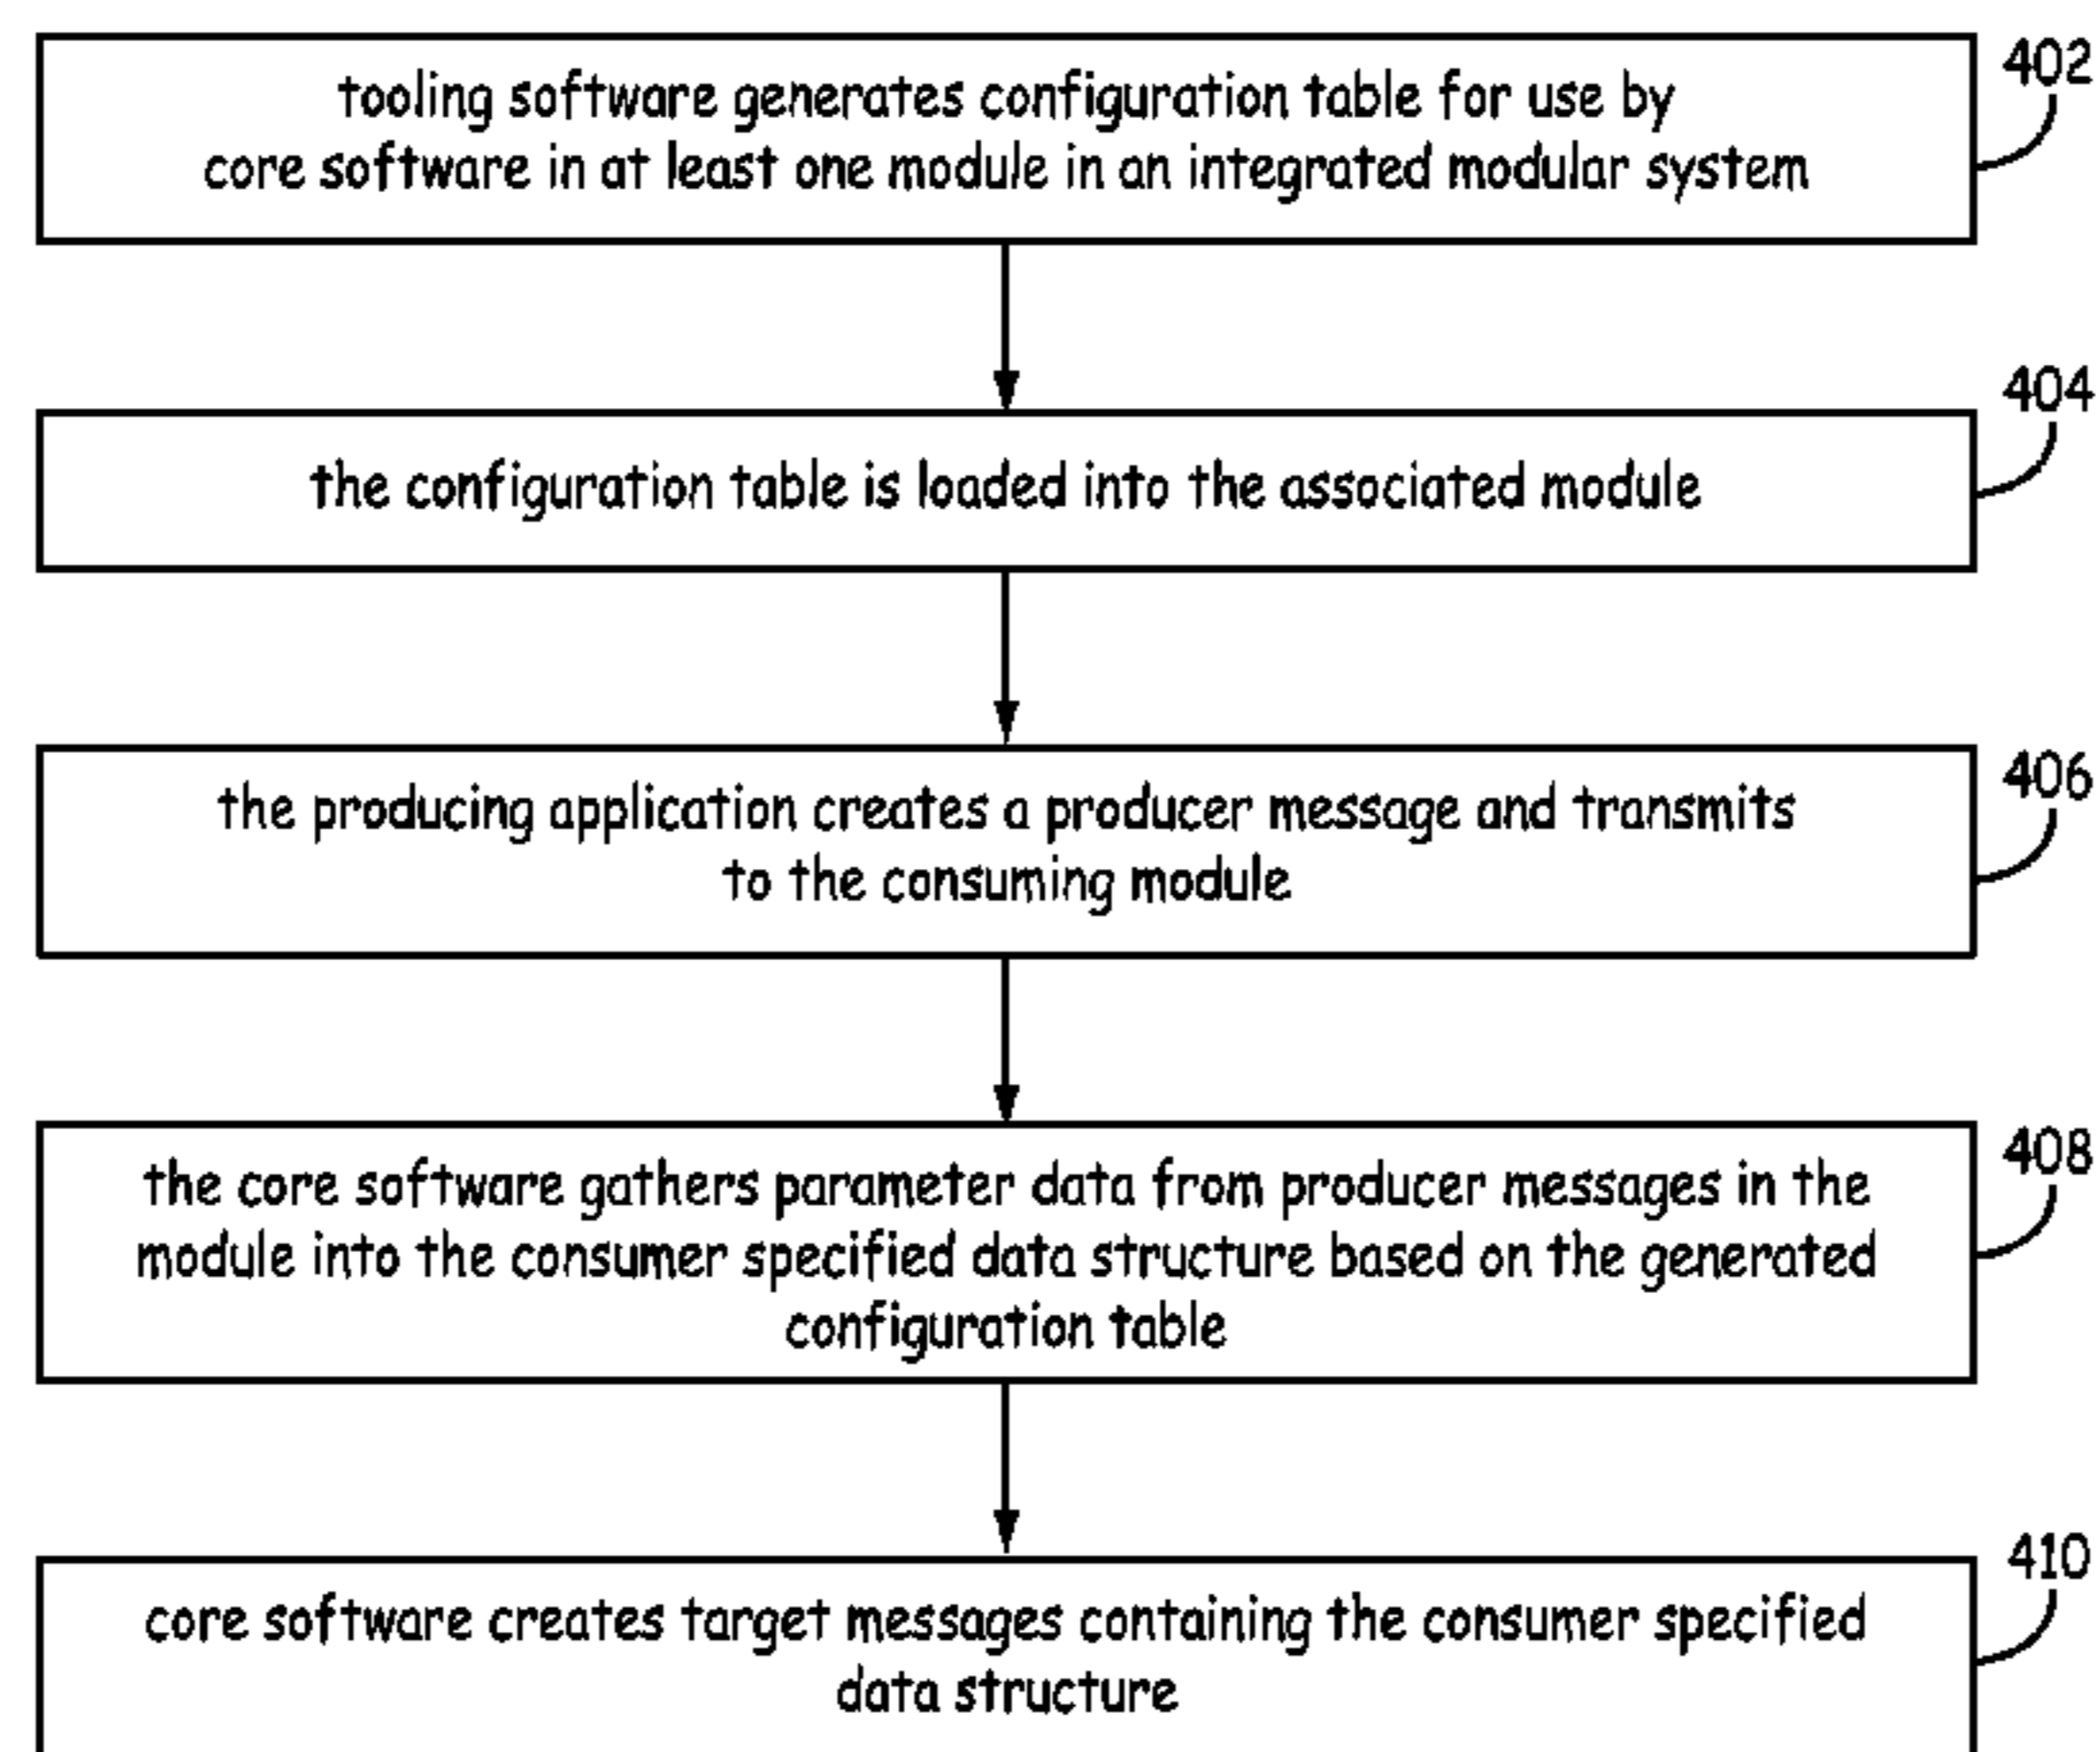 402
tooling software generates configuration table for use by
core software in at least one module in an integrated modular system
404
the configuration table is loaded into the associated module
406
the producing application creates a producer message and transmits
to the consuming module
408
the core software gathers parameter data from producer messages in the
module into the consumer specified data structure based on the generated
configuration table
410
core software creates target messages containing the consumer specified
data structure